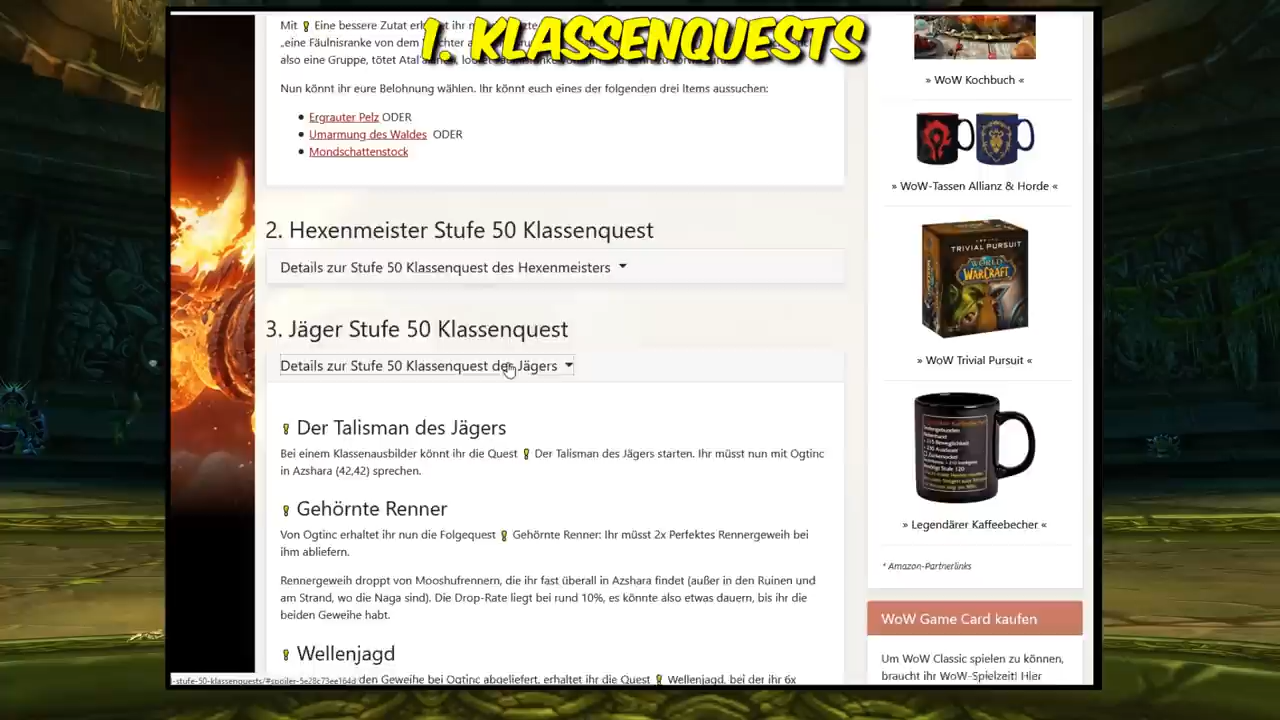 1. KLASSENQUESTS
Mit Eine bessere Zutat
„eine Fäulnisranke von dem
also eine Gruppe, tötet Atal
Nun könnt ihr eure Belohnung wählen. Ihr könnt euch eines der folgenden drei Items aussuchen:
Ergrauter Pelz ODER
Umarmung des Waldes ODER
Mondschattenstock
2. Hexenmeister Stufe 50 Klassenquest
Details zur Stufe 50 Klassenquest des Hexenmeisters
3. Jäger Stufe 50 Klassenquest
Details zur Stufe 50 Klassenquest des Jägers
Der Talisman des Jägers
Bei einem Klassenausbilder könnt ihr die Quest Der Talisman des Jägers starten. Ihr müsst nun mit Ogtinc
in Azshara (42,42) sprechen.
Gehörnte Renner
Von Ogtinc erhaltet ihr nun die Folgequest Gehörnte Renner: Ihr müsst 2x Perfektes Rennergeweih bei
ihm abliefern.
Rennergeweih droppt von Mooshufrennern, die ihr fast überall in Azshara findet (außer in den Ruinen und
am Strand, wo die Naga sind). Die Drop-Rate liegt bei rund 10%, es könnte also etwas dauern, bis ihr die
beiden Geweihe habt.
Wellenjagd
den Geweihe bei Ogtinc abgeliefert, erhaltet ihr die Quest Wellenjagd, bei der ihr 6x
-stufe-50-klassenquests/#spoiler-5e28c73ee164d
» WoW Kochbuch «
» WoW-Tassen Allianz & Horde «
TRIVIAL PURSUIT
WORLD
WARCRAFT
» WoW Trivial Pursuit «
» Legendärer Kaffeebecher «
* Amazon-Partnerlinks
WoW Game Card kaufen
Um WoW Classic spielen zu können,
braucht ihr WoW-Spielzeit! Hier